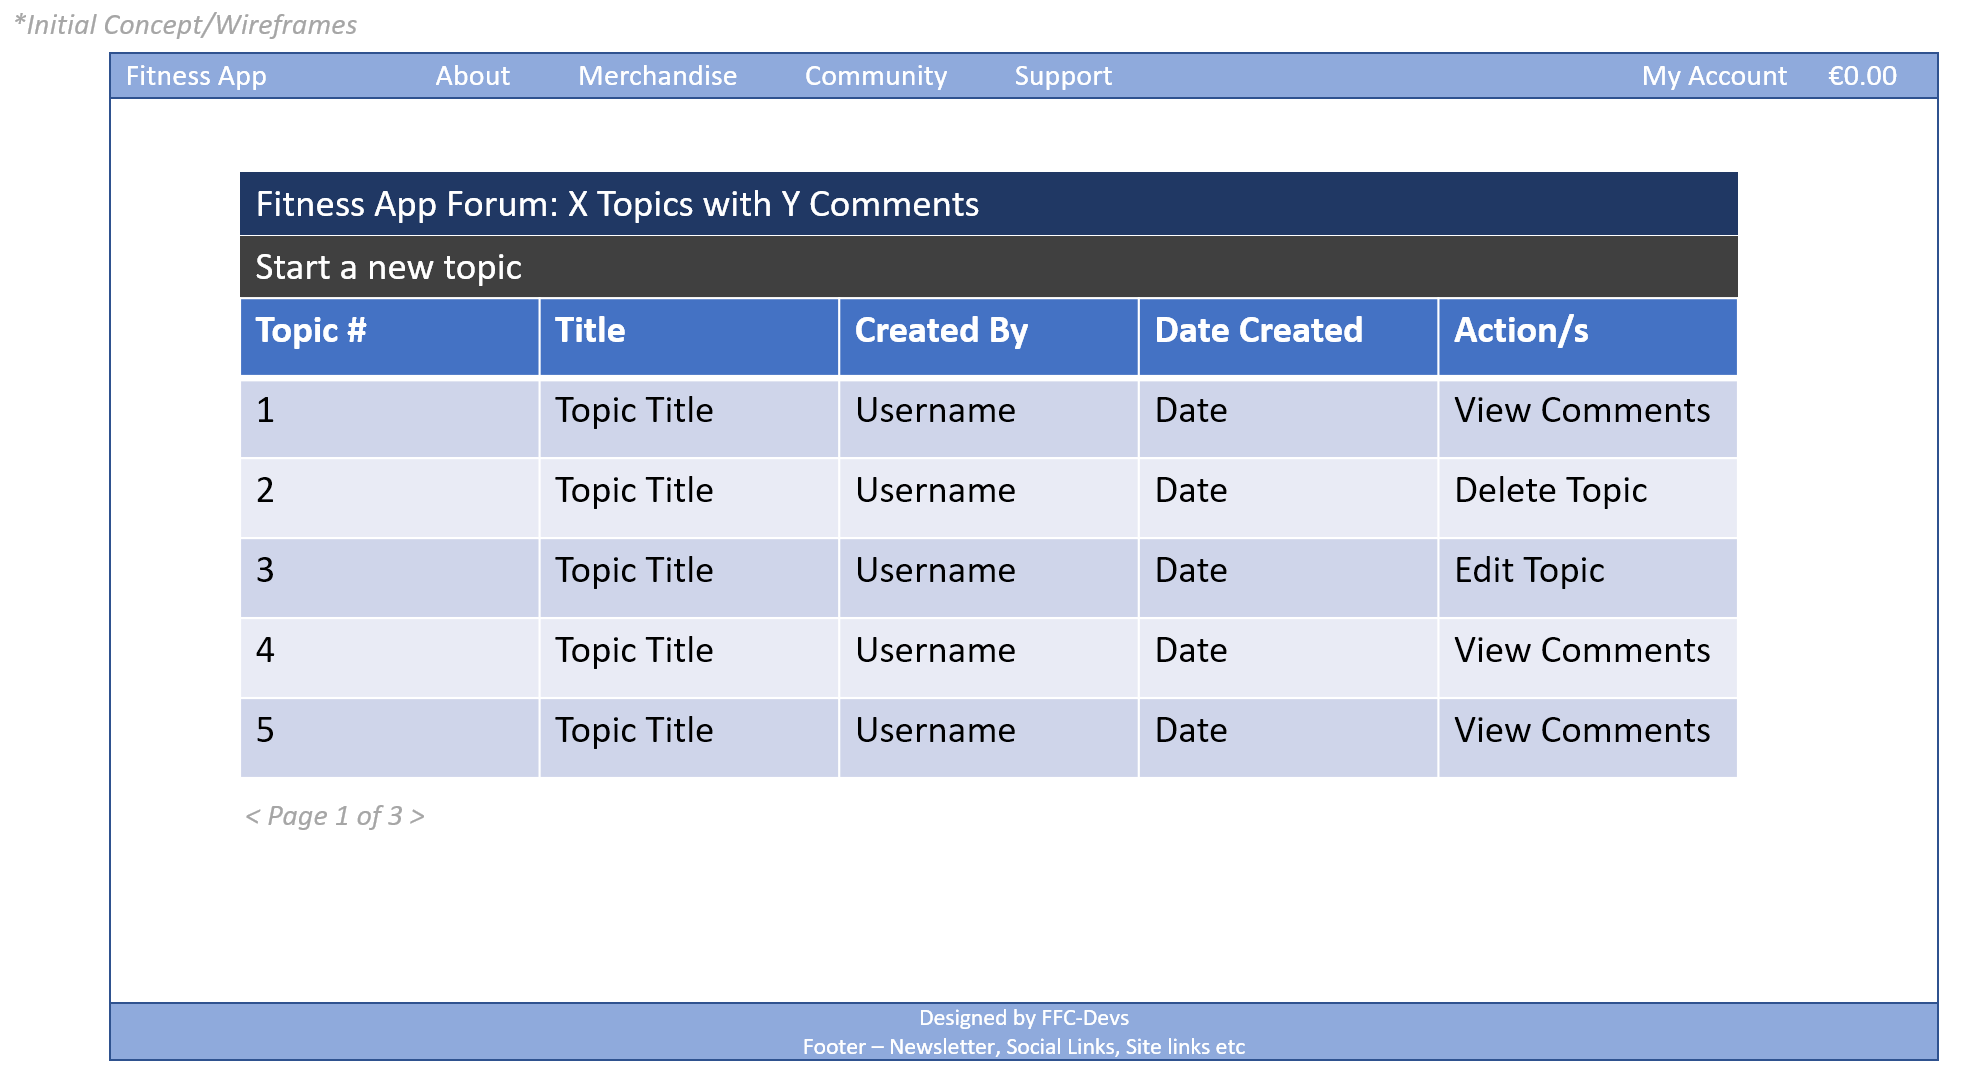 *Initial Concept/Wireframes
Fitness App About Merchandise Community Support My Account €0.00
Fitness App Forum: X Topics with Y Comments
Start a new topic
Topic # Title Created By Date Created Action/s
1 Topic Title Username Date View Comments
2 Topic Title Username Date Delete Topic
3 Topic Title Username Date Edit Topic
4 Topic Title Username Date View Comments
5 Topic Title Username Date View Comments
< Page 1 of 3 >
Designed by FFC-Devs
Footer – Newsletter, Social Links, Site links etc